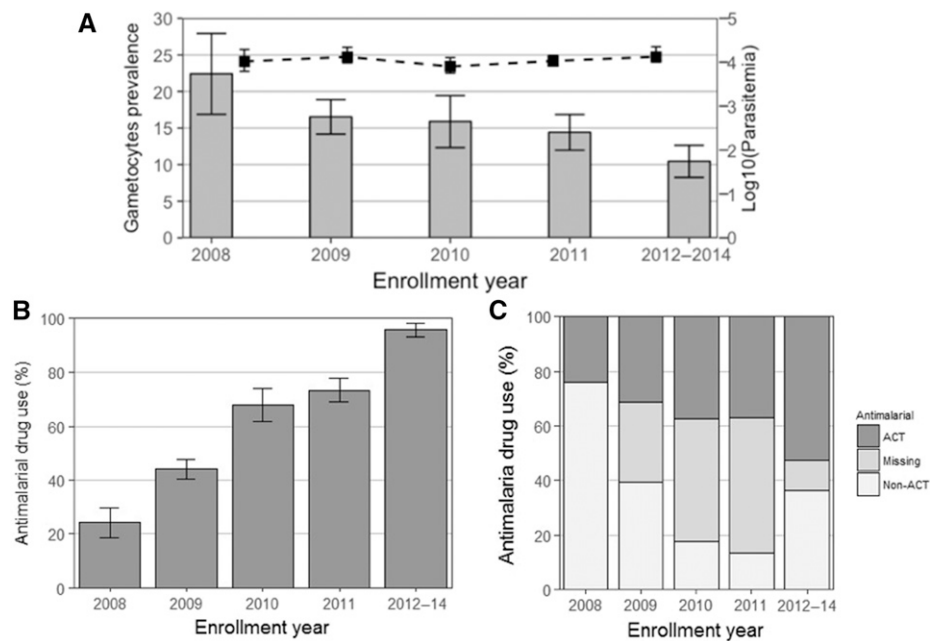 A
Gametocytes prevalence
30
25
20
15
10
5
0
5
4
3
2
1
0
Log10(Parasitemia)
2008 2009 2010 2011 2012–2014
Enrollment year
B
Antimalarial drug use (%)
100
80
60
40
20
0
2008 2009 2010 2011 2012–14
Enrollment year
C
Antimalaria drug use (%)
100
80
60
40
20
0
2008 2009 2010 2011 2012–14
Enrollment year
Antimalarial
ACT
Missing
Non-ACT